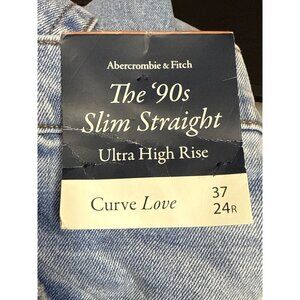 Abercrombie & Fitch
The '90s
Slim Straight
Ultra High Rise
Curve Love
37
24R